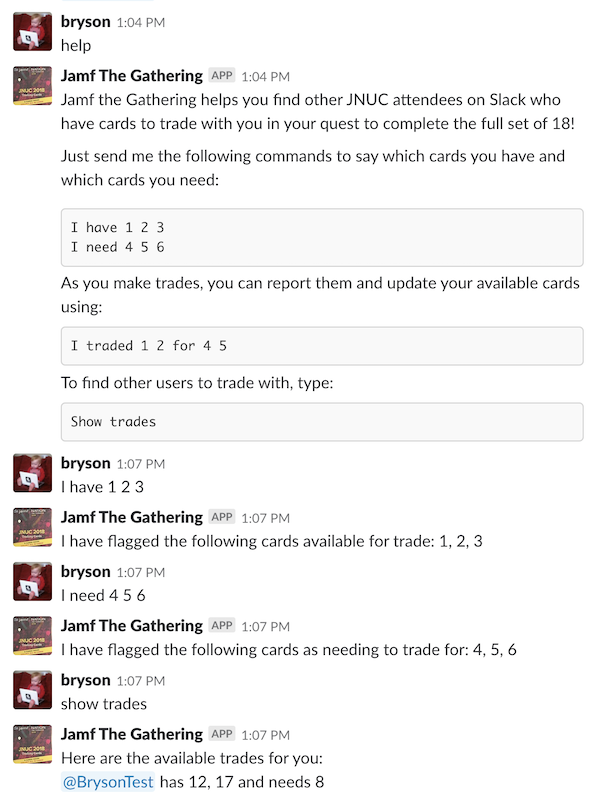 bryson 1:04 PM
help
Jamf The Gathering APP 1:04 PM
Jamf the Gathering helps you find other JNUC attendees on Slack who
have cards to trade with you in your quest to complete the full set of 18!
Just send me the following commands to say which cards you have and
which cards you need:
I have 1 2 3
I need 4 5 6
As you make trades, you can report them and update your available cards
using:
I traded 1 2 for 4 5
To find other users to trade with, type:
Show trades
bryson 1:07 PM
I have 1 2 3
Jamf The Gathering APP 1:07 PM
I have flagged the following cards available for trade: 1, 2, 3
bryson 1:07 PM
I need 4 5 6
Jamf The Gathering APP 1:07 PM
I have flagged the following cards as needing to trade for: 4, 5, 6
bryson 1:07 PM
show trades
Jamf The Gathering APP 1:07 PM
Here are the available trades for you:
@BrysonTest has 12, 17 and needs 8